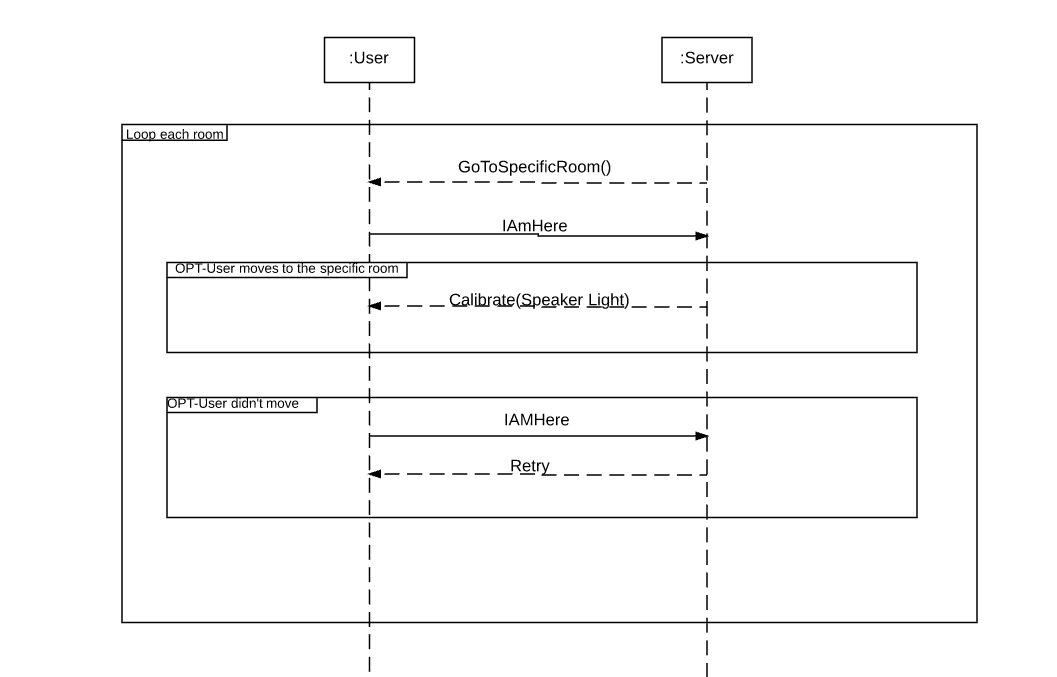 :User
:Server
Loop each room
GoToSpecificRoom()
IAmHere
OPT-User moves to the specific room
Calibrate(Speaker Light)
OPT-User didn't move
IAMHere
Retry